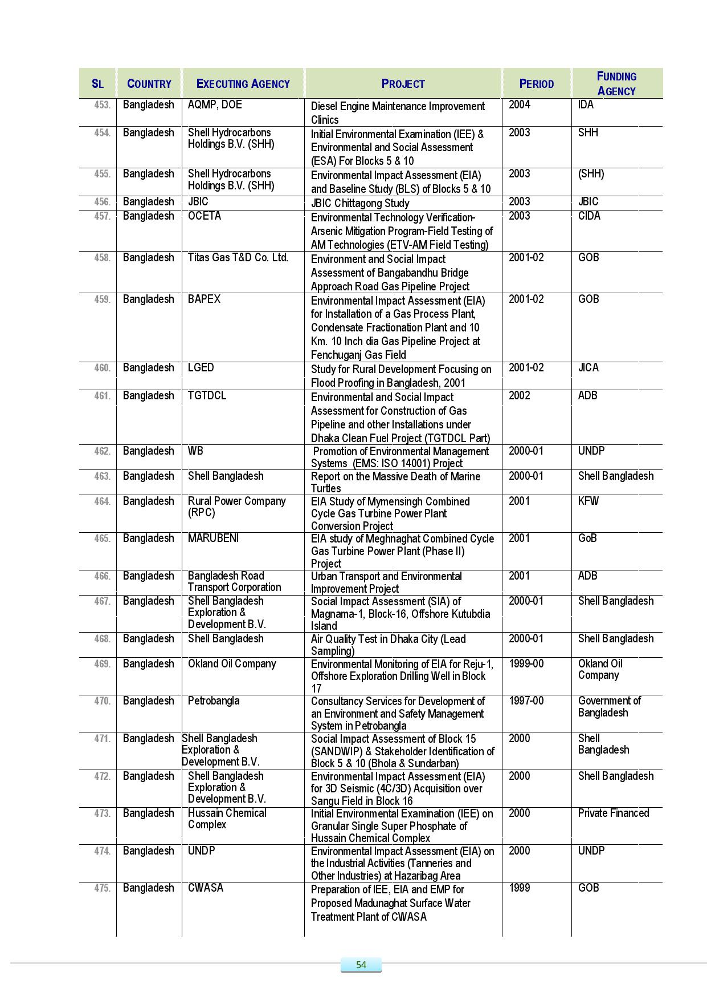 SL COUNTRY EXECUTING AGENCY PROJECT PERIOD FUNDING
AGENCY
453. Bangladesh AQMP, DOE Diesel Engine Maintenance Improvement 2004 IDA
Clinics
454. Bangladesh Shell Hydrocarbons Initial Environmental Examination (IEE) & 2003 SHH
Holdings B.V. (SHH) Environmental and Social Assessment
(ESA) For Blocks 5 & 10
455. Bangladesh Shell Hydrocarbons Environmental Impact Assessment (EIA) 2003 (SHH)
Holdings B.V. (SHH) and Baseline Study (BLS) of Blocks 5 & 10
456. Bangladesh JBIC JBIC Chittagong Study 2003 JBIC
457. Bangladesh OCETA Environmental Technology Verification- 2003 CIDA
Arsenic Mitigation Program-Field Testing of
AM Technologies (ETV-AM Field Testing)
458. Bangladesh Titas Gas T&D Co. Ltd. Environment and Social Impact 2001-02 GOB
Assessment of Bangabandhu Bridge
Approach Road Gas Pipeline Project
459. Bangladesh BAPEX Environmental Impact Assessment (EIA) 2001-02 GOB
for Installation of a Gas Process Plant,
Condensate Fractionation Plant and 10
Km. 10 Inch dia Gas Pipeline Project at
Fenchuganj Gas Field
460. Bangladesh LGED Study for Rural Development Focusing on 2001-02 JICA
Flood Proofing in Bangladesh, 2001
461. Bangladesh TGTDCL Environmental and Social Impact 2002 ADB
Assessment for Construction of Gas
Pipeline and other Installations under
Dhaka Clean Fuel Project (TGTDCL Part)
462. Bangladesh WB Promotion of Environmental Management 2000-01 UNDP
Systems (EMS: ISO 14001) Project
463. Bangladesh Shell Bangladesh Report on the Massive Death of Marine 2000-01 Shell Bangladesh
Turtles
464. Bangladesh Rural Power Company EIA Study of Mymensingh Combined 2001 KFW
(RPC) Cycle Gas Turbine Power Plant
Conversion Project
465. Bangladesh MARUBENI EIA study of Meghnaghat Combined Cycle 2001 GoB
Gas Turbine Power Plant (Phase II)
Project
466. Bangladesh Bangladesh Road Urban Transport and Environmental 2001 ADB
Transport Corporation Improvement Project
467. Bangladesh Shell Bangladesh Social Impact Assessment (SIA) of 2000-01 Shell Bangladesh
Exploration & Magnama-1, Block-16, Offshore Kutubdia
Development B.V. Island
468. Bangladesh Shell Bangladesh Air Quality Test in Dhaka City (Lead 2000-01 Shell Bangladesh
Sampling)
469. Bangladesh Okland Oil Company Environmental Monitoring of EIA for Reju-1, 1999-00 Okland Oil
Offshore Exploration Drilling Well in Block Company
17
470. Bangladesh Petrobangla Consultancy Services for Development of 1997-00 Government of
an Environment and Safety Management Bangladesh
System in Petrobangla
471. Bangladesh Shell Bangladesh Social Impact Assessment of Block 15 2000 Shell
Exploration & (SANDWIP) & Stakeholder Identification of Bangladesh
Development B.V. Block 5 & 10 (Bhola & Sundarban)
472. Bangladesh Shell Bangladesh Environmental Impact Assessment (EIA) 2000 Shell Bangladesh
Exploration & for 3D Seismic (4C/3D) Acquisition over
Development B.V. Sangu Field in Block 16
473. Bangladesh Hussain Chemical Initial Environmental Examination (IEE) on 2000 Private Financed
Complex Granular Single Super Phosphate of
Hussain Chemical Complex
474. Bangladesh UNDP Environmental Impact Assessment (EIA) on 2000 UNDP
the Industrial Activities (Tanneries and
Other Industries) at Hazaribag Area
475. Bangladesh CWASA Preparation of IEE, EIA and EMP for 1999 GOB
Proposed Madunaghat Surface Water
Treatment Plant of CWASA
54